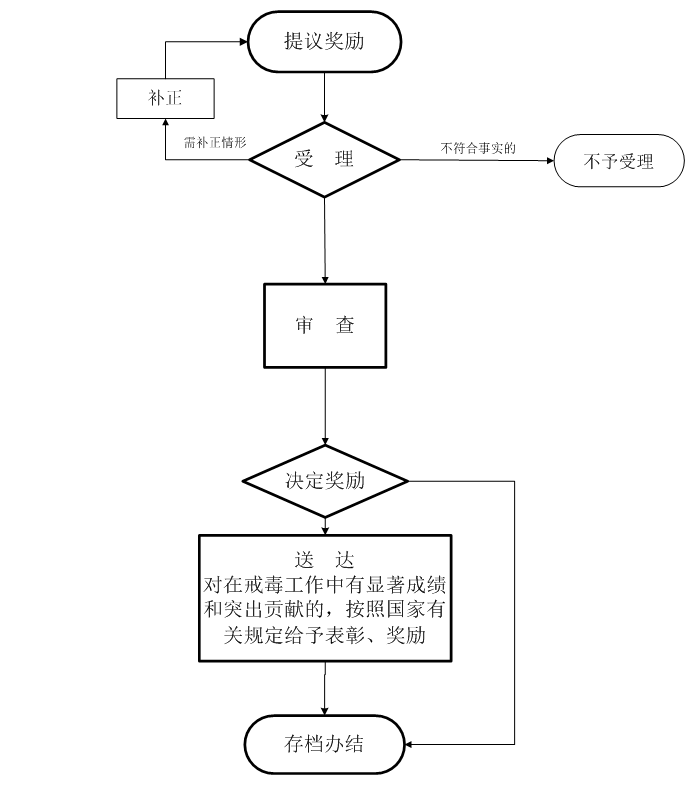 提议奖励
补正
需补正情形
受 理
不符合事实的
不予受理
审 查
决定奖励
送 达
对在戒毒工作中有显著成绩
和突出贡献的，按照国家有
关规定给予表彰、奖励
存档办结